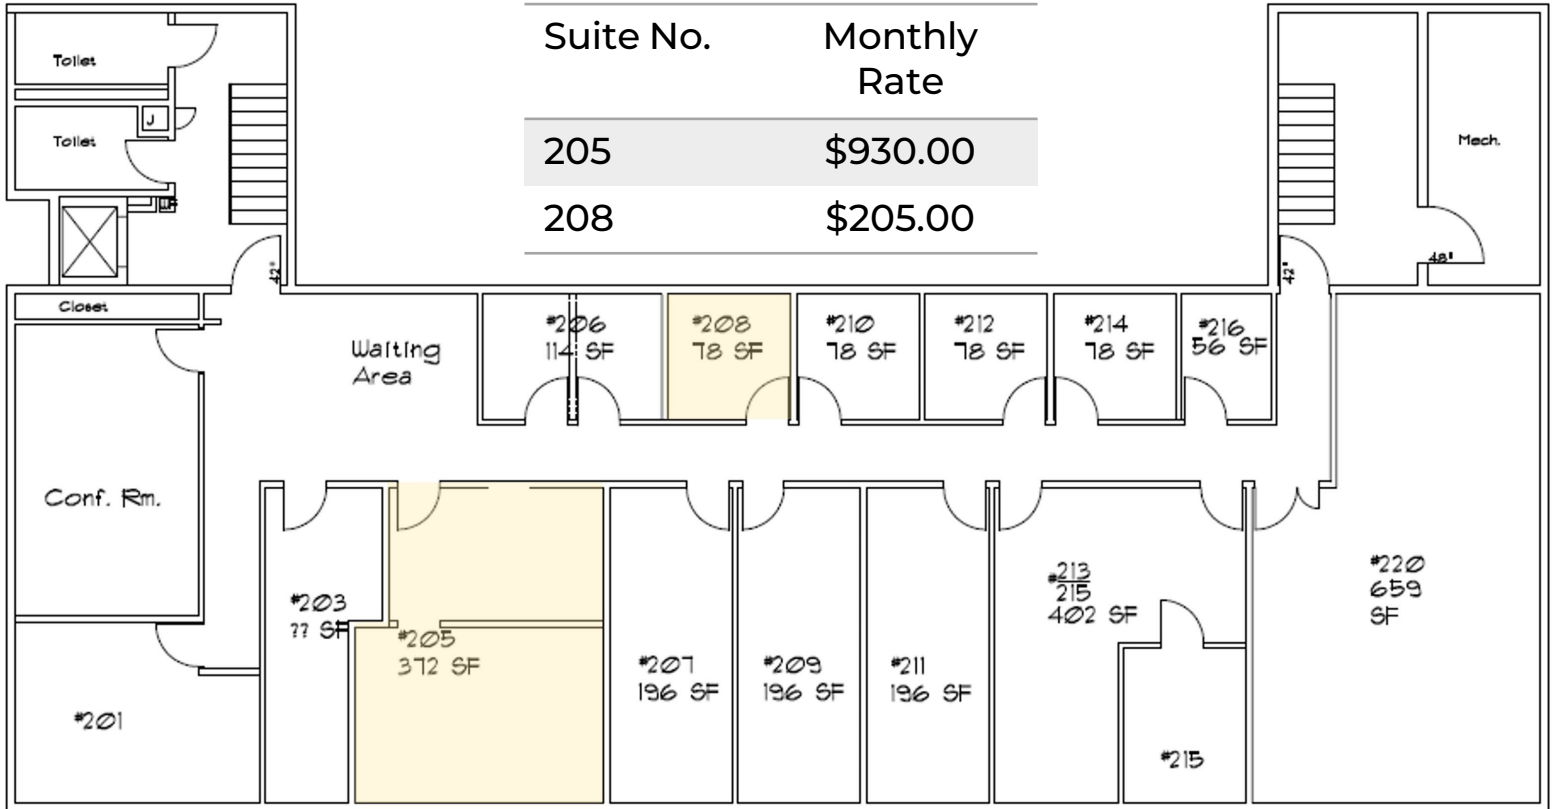 Suite No. Monthly
Rate
205 $930.00
208 $205.00
Toilet
J
Toilet
Mech.
42"
42"
48"
Closet
Waiting
Area
#206
114 SF
#208
78 SF
#210
78 SF
#212
78 SF
#214
78 SF
#216
56 SF
Conf. Rm.
#203
?? SF
#205
372 SF
#207
196 SF
#209
196 SF
#211
196 SF
#213
215
402 SF
#220
659
SF
#201
#215